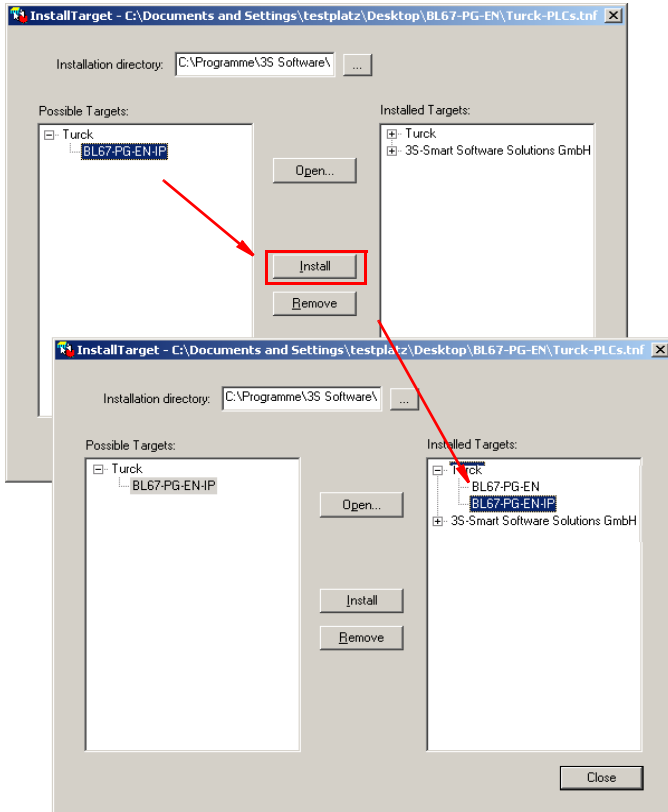 InstallTarget - C:\Documents and Settings\testplatz\Desktop\BL67-PG-EN\Turck-PLCs.tnf
Installation directory: C:\Programme\3S Software\ ...
Possible Targets:
Turck
BL67-PG-EN-IP
Open...
Install
Remove
Installed Targets:
Turck
3S-Smart Software Solutions GmbH
InstallTarget - C:\Documents and Settings\testplatz\Desktop\BL67-PG-EN\Turck-PLCs.tnf
Installation directory: C:\Programme\3S Software\ ...
Possible Targets:
Turck
BL67-PG-EN-IP
Open...
Install
Remove
Installed Targets:
Turck
BL67-PG-EN
BL67-PG-EN-IP
3S-Smart Software Solutions GmbH
Close